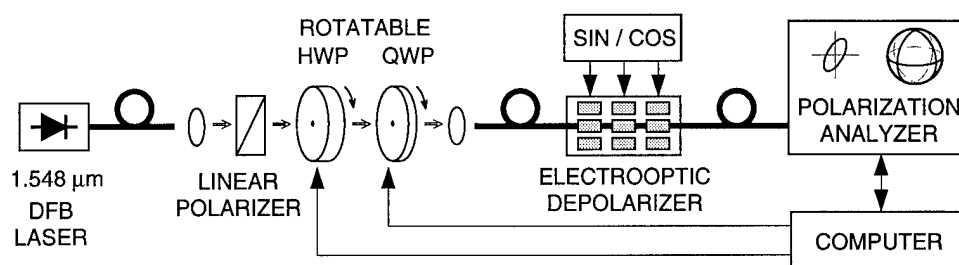 ROTATABLE
HWP QWP
SIN / COS
POLARIZATION
ANALYZER
1.548 µm
DFB
LASER
LINEAR
POLARIZER
ELECTROOPTIC
DEPOLARIZER
COMPUTER